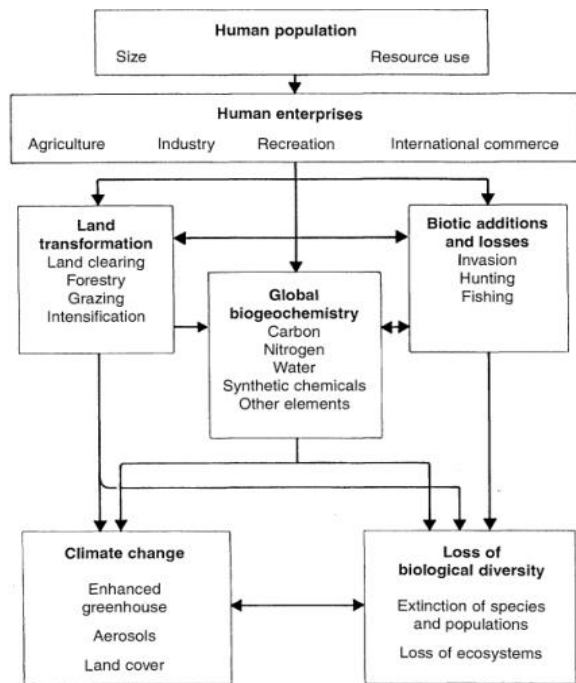 Human population
Size Resource use
Human enterprises
Agriculture Industry Recreation International commerce
Land
transformation
Land clearing
Forestry
Grazing
Intensification
Biotic additions
and losses
Invasion
Hunting
Fishing
Global
biogeochemistry
Carbon
Nitrogen
Water
Synthetic chemicals
Other elements
Climate change
Enhanced
greenhouse
Aerosols
Land cover
Loss of
biological diversity
Extinction of species
and populations
Loss of ecosystems